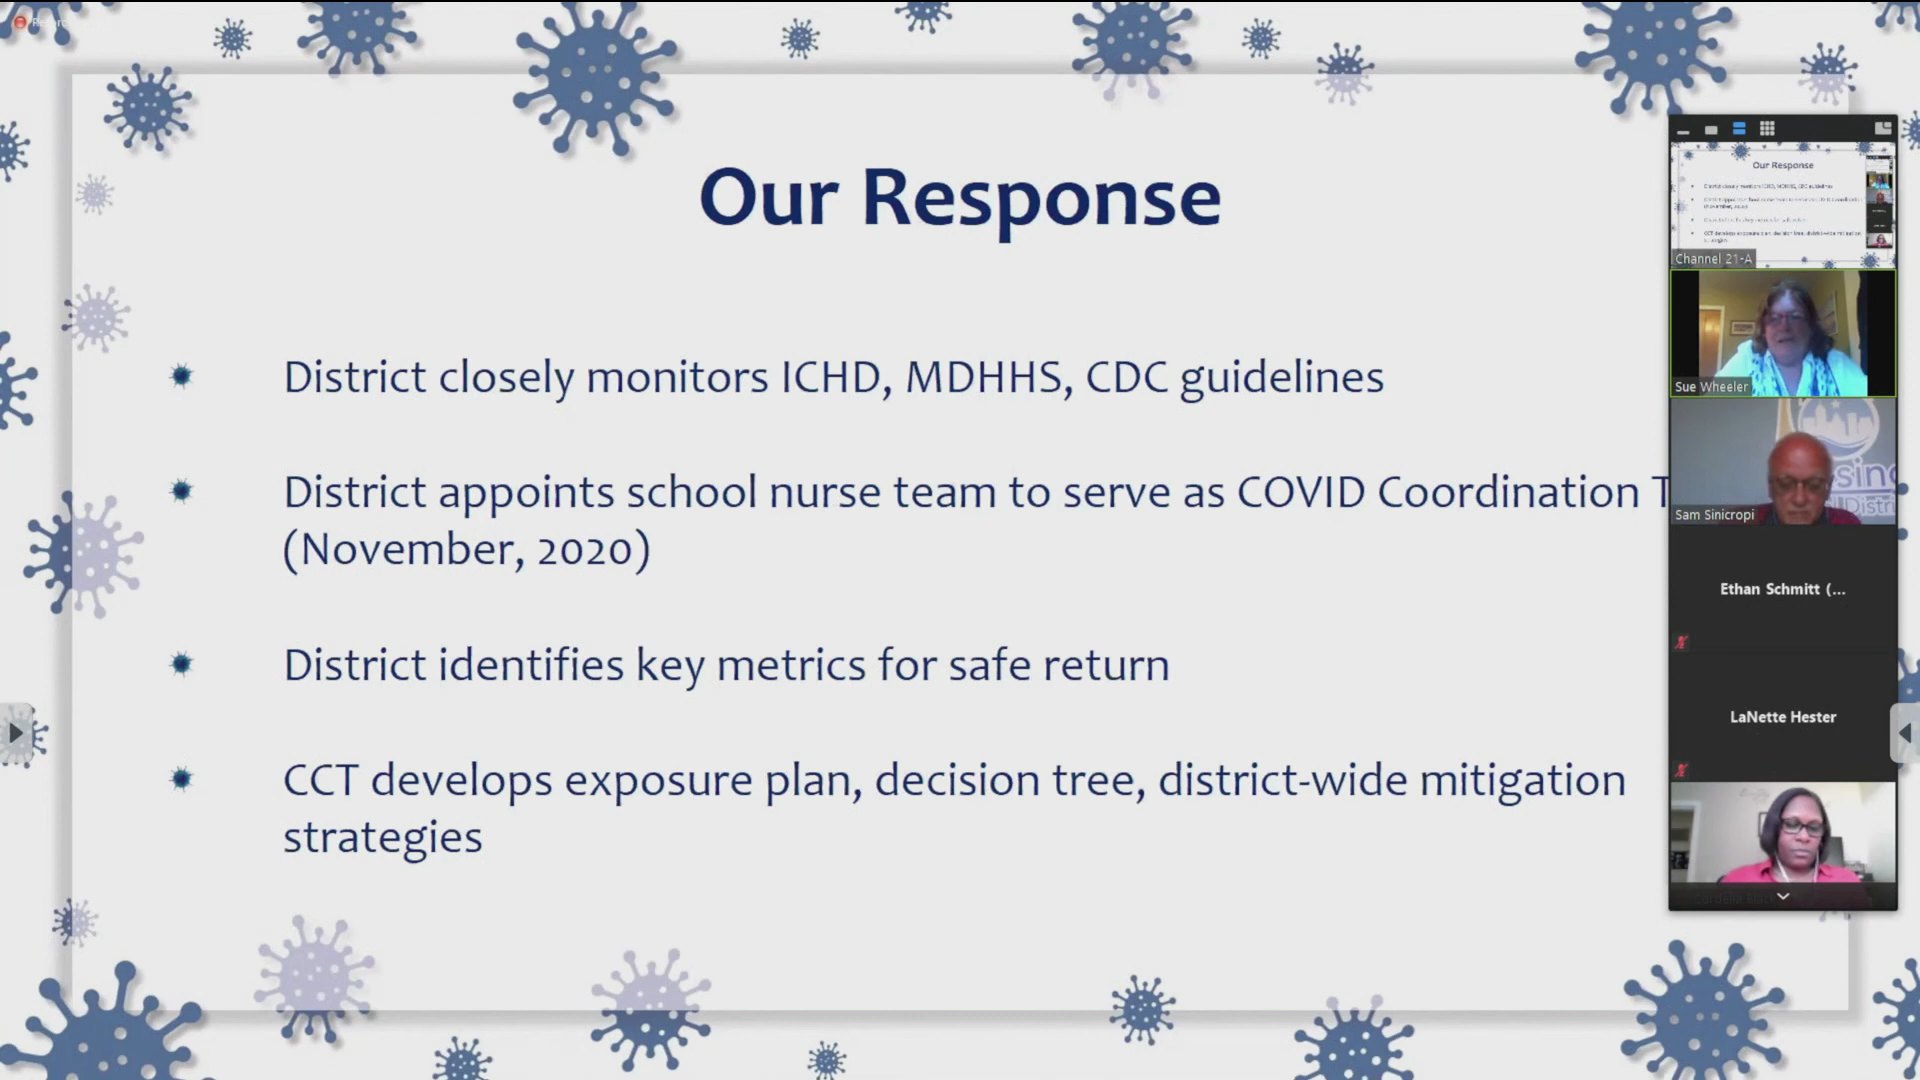 Our Response
District closely monitors ICHD, MDHHS, CDC guidelines
District appoints school nurse team to serve as COVID Coordination T
(November, 2020)
District identifies key metrics for safe return
CCT develops exposure plan, decision tree, district-wide mitigation
strategies
Our Response
Channel 21-A
Sue Wheeler
Sam Sinicropi
Ethan Schmitt (...
LaNette Hester